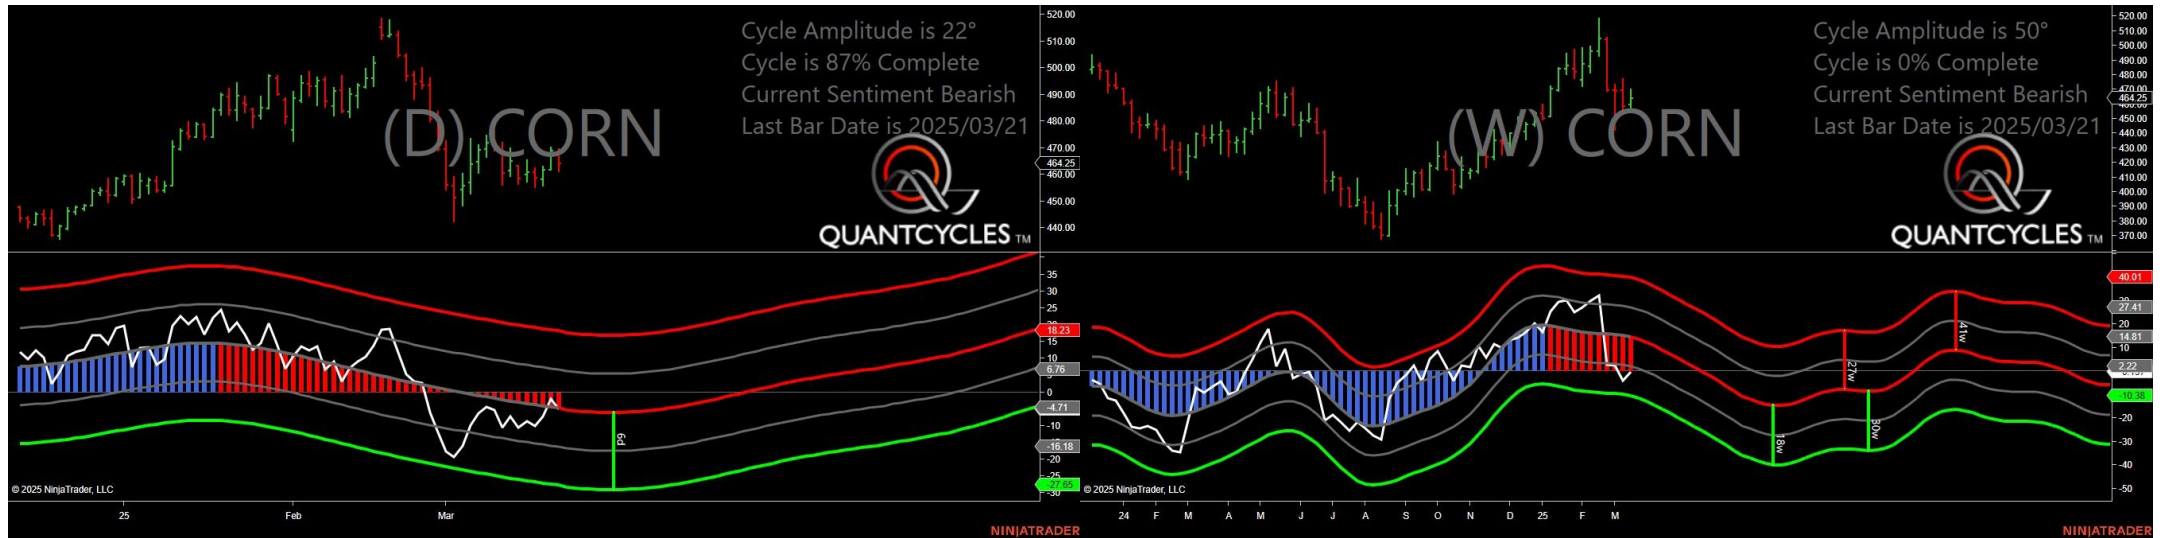 Cycle Amplitude is 22°
Cycle is 87% Complete
Current Sentiment Bearish
Last Bar Date is 2025/03/21
(D) CORN
QUANTCYCLES TM
520.00
510.00
500.00
490.00
480.00
470.00
464.25
460.00
450.00
440.00
35
30
25
18.23
15
10
6.76
0
-4.71
-10
-16.18
-20
-27.65
-30
6d
© 2025 NinjaTrader, LLC
25 Feb Mar
NINJATRADER
Cycle Amplitude is 50°
Cycle is 0% Complete
Current Sentiment Bearish
Last Bar Date is 2025/03/21
(W) CORN
QUANTCYCLES TM
520.00
510.00
500.00
490.00
480.00
470.00
464.25
450.00
440.00
430.00
420.00
410.00
400.00
390.00
380.00
370.00
40.01
27.41
20
14.81
10
2.22
-10.38
-20
-30
-40
-50
18w
27w
30w
41w
© 2025 NinjaTrader, LLC
24 F M A M J J A S O N D 25 F M
NINJATRADER